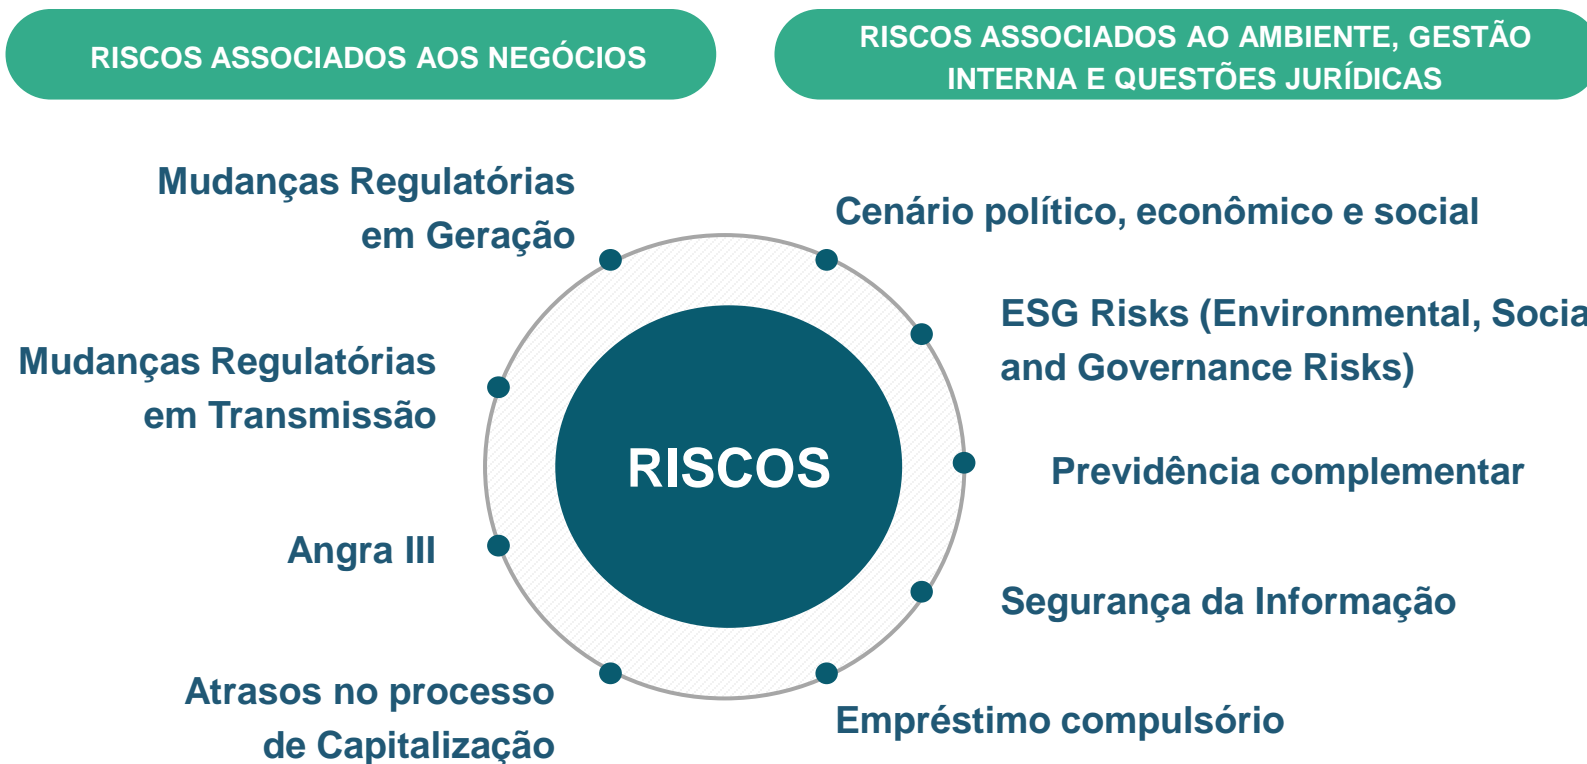 RISCOS ASSOCIADOS AOS NEGÓCIOS
RISCOS ASSOCIADOS AO AMBIENTE, GESTÃO
INTERNA E QUESTÕES JURÍDICAS
Mudanças Regulatórias
em Geração
Mudanças Regulatórias
em Transmissão
Angra III
Atrasos no processo
de Capitalização
RISCOS
Cenário político, econômico e social
ESG Risks (Environmental, Socia
and Governance Risks)
Previdência complementar
Segurança da Informação
Empréstimo compulsório